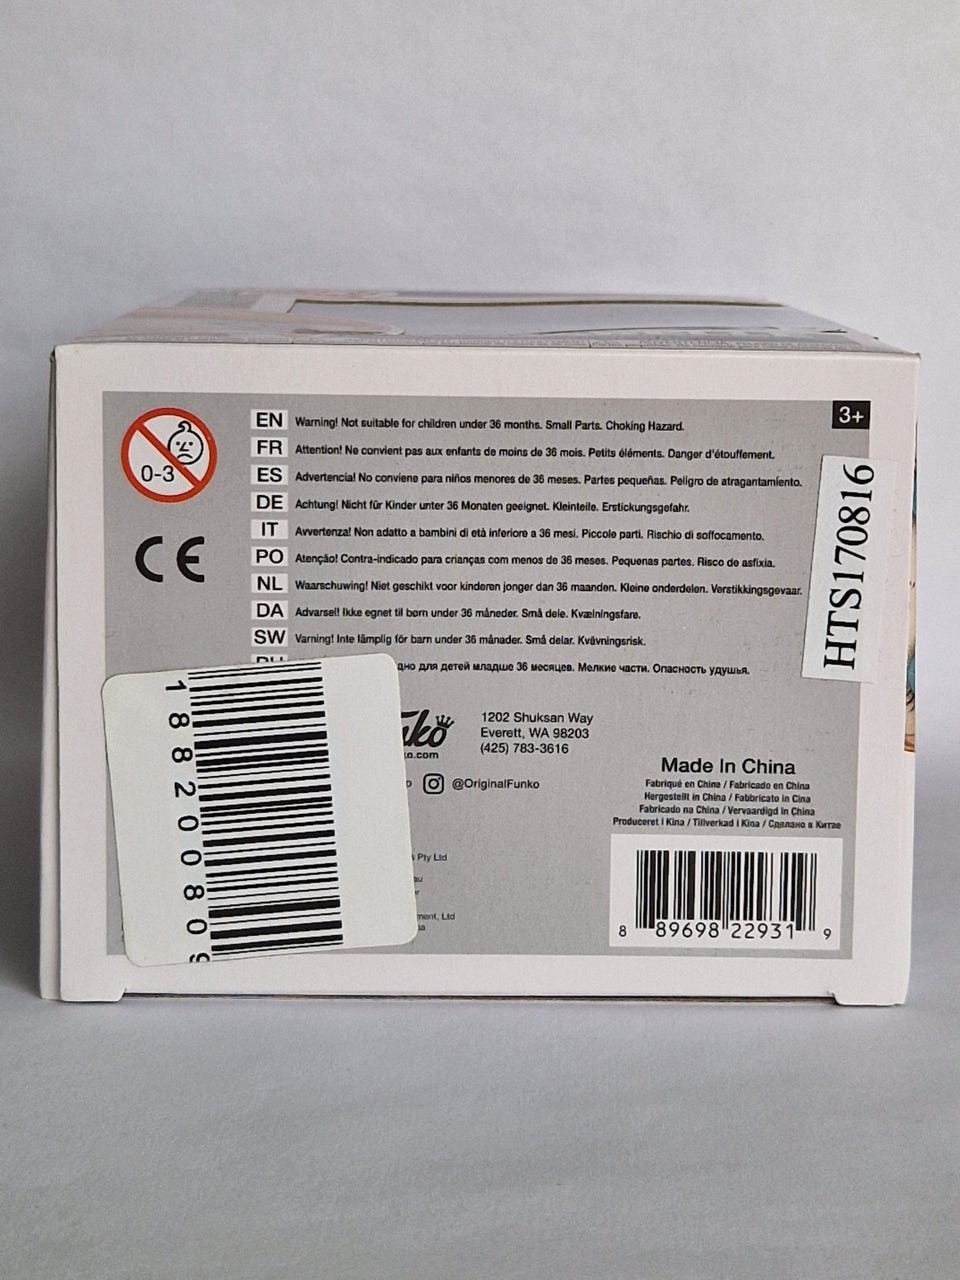 3+
0-3
EN Warning! Not suitable for children under 36 months. Small Parts. Choking Hazard.
FR Attention! Ne convient pas aux enfants de moins de 36 mois. Petits éléments. Danger d'étouffement.
ES Advertencia! No conviene para niños menores de 36 meses. Partes pequeñas. Peligro de atragantamiento.
DE Achtung! Nicht für Kinder unter 36 Monaten geeignet. Kleinteile. Erstickungsgefahr.
IT Avvertenza! Non adatto a bambini di età inferiore a 36 mesi. Piccole parti. Rischio di soffocamento.
PO Atenção! Contra-indicado para crianças com menos de 36 meses. Pequenas partes. Risco de asfixia.
NL Waarschuwing! Niet geschikt voor kinderen jonger dan 36 maanden. Kleine onderdelen. Verstikkingsgevaar.
DA Advarsel! Ikke egnet til børn under 36 måneder. Små dele. Kvælningsfare.
SW Varning! Inte lämplig för barn under 36 månader. Små delar. Kvävningsrisk.
для детей младше 36 месяцев. Мелкие части. Опасность удушья.
CE
HTS170816
188200809
1202 Shuksan Way
Everett, WA 98203
(425) 783-3616
@OriginalFunko
Pty Ltd
Ltd
Made In China
Fabriqué en China / Fabricado en China
Hergestellt in China / Fabbricato in Cina
Fabricado na China / Vervaardigd in China
Produceret i Kina / Tillverkad i Kina / Сделано в Китае
8 89698 22931 9